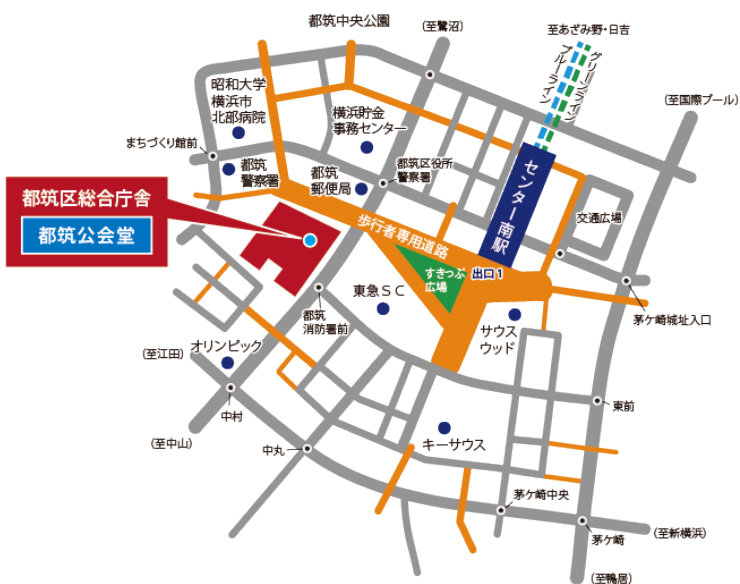 都筑中央公園
(至鷺沼)
至あざみ野・日吉
グリーンライン
ブルーライン
(至国際プール)
昭和大学
横浜市
北部病院
横浜貯金
事務センター
まちづくり館前
都筑
警察署
都筑
郵便局
都筑区役所
警察署
センター南駅
交通広場
都筑区総合庁舎
都筑公会堂
歩行者専用道路
すきっぷ
広場
出口1
東急SC
都筑
消防署前
サウス
ウッド
茅ケ崎城址入口
(至江田)
オリンピック
東前
中村
キーサウス
(至中山)
中丸
茅ケ崎中央
茅ケ崎
(至新横浜)
(至鴨居)